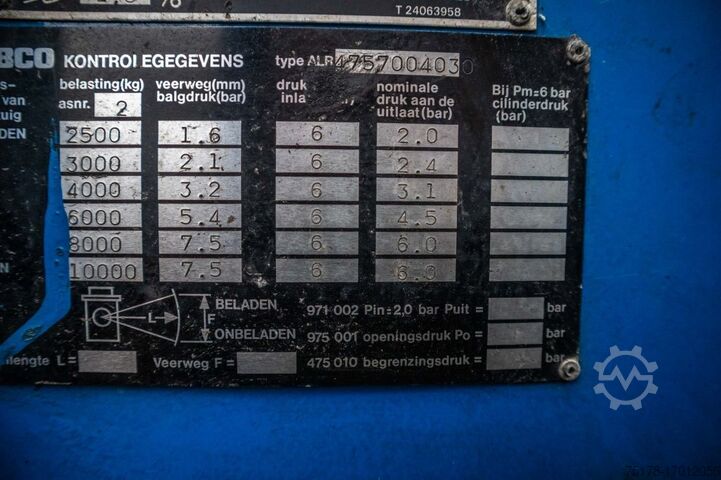 T 24063958
BCO KONTROLEGEGEVENS type ALR 4757004030
belasting(kg) veerweg(mm) druk nominale Bij Pm=6 bar
van asnr. 2 balgdruk(bar) inla druk aan de cilinderdruk
uitlaat(bar) (bar)
2500 1.6 6 2.0
3000 2.1 6 2.4
4000 3.2 6 3.1
6000 5.4 6 4.5
8000 7.5 6 6.0
10000 7.5 6 6.0
BELADEN 971 002 Pin=2,0 bar Puit = bar
L F
ONBELADEN 975 001 openingsdruk Po = bar
lengte L = Veerweg F = 475 010 begrenzingsdruk = bar